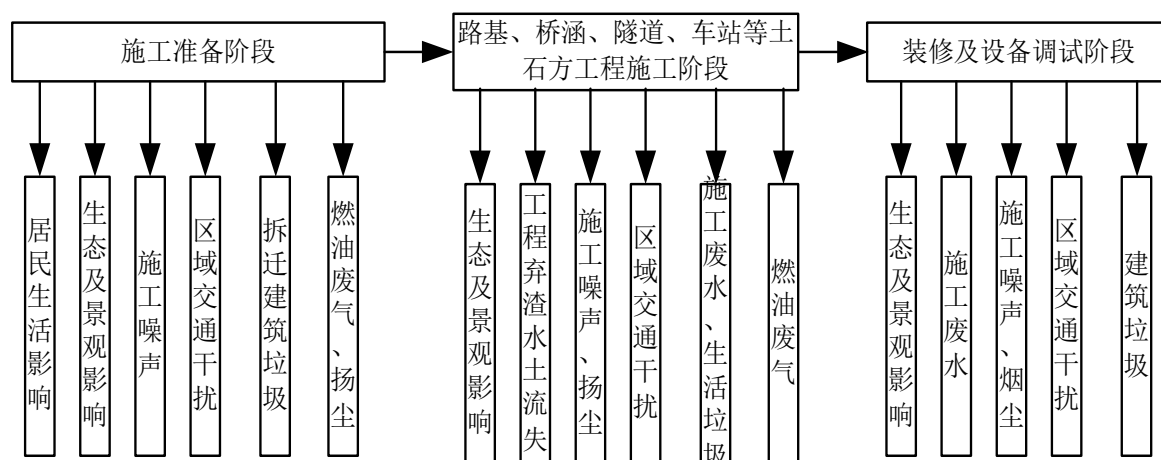 施工准备阶段
路基、桥涵、隧道、车站等土
石方工程施工阶段
装修及设备调试阶段
居民生活影响
生态及景观影响
施工噪声
区域交通干扰
拆迁建筑垃圾
燃油废气、扬尘
生态及景观影响
工程弃渣水土流失
施工噪声、扬尘
区域交通干扰
施工废水、生活垃圾
燃油废气
生态及景观影响
施工废水
施工噪声、烟尘
区域交通干扰
建筑垃圾